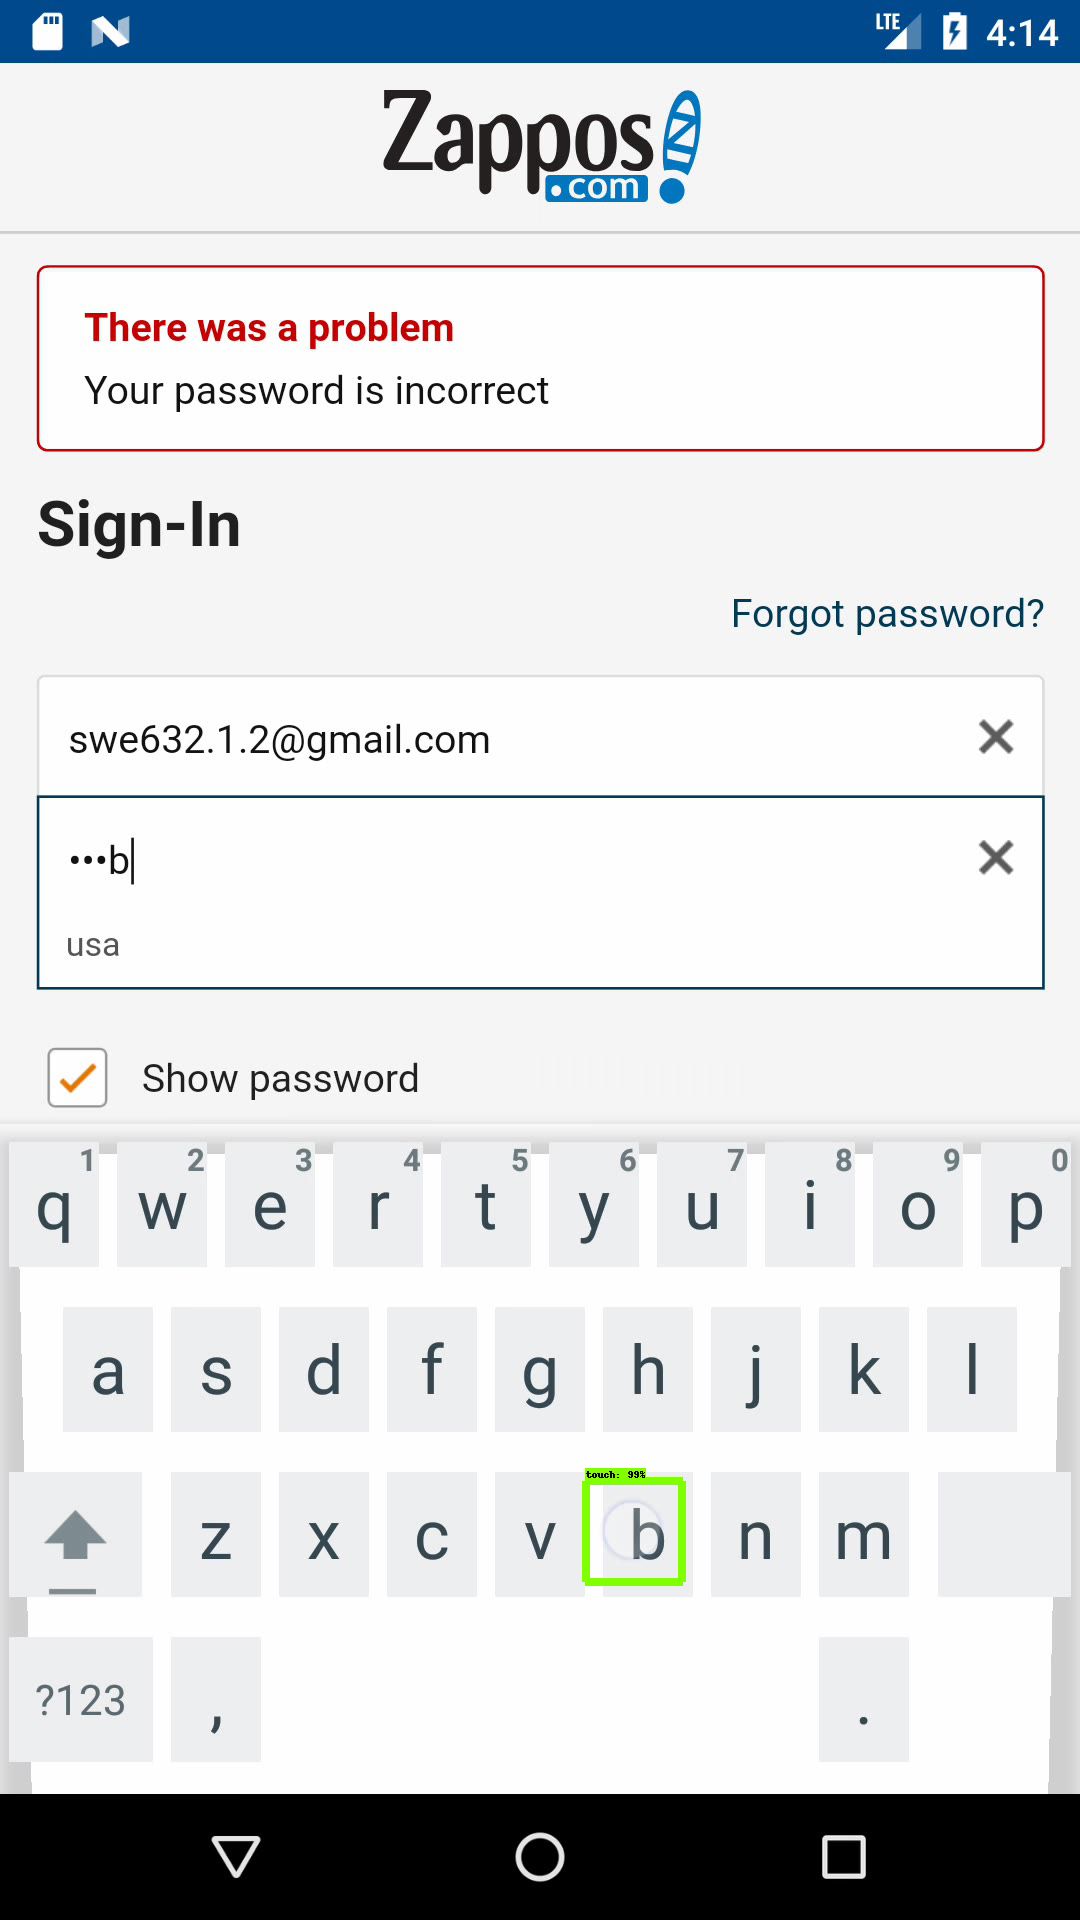 LTE 4:14
Zappos
.com
There was a problem
Your password is incorrect
Sign-In
Forgot password?
swe632.1.2@gmail.com
•••b
usa
Show password
1 2 3 4 5 6 7 8 9 0
q w e r t y u i o p
a s d f g h j k l
touch: 99%
z x c v b n m
?123 , .